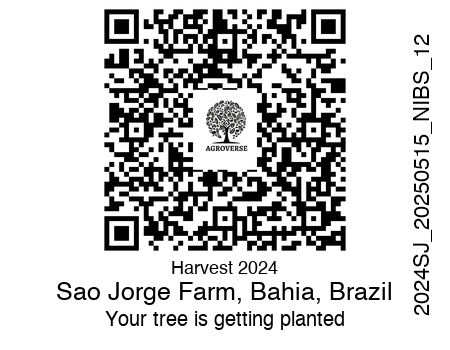 AGROVERSE
Harvest 2024
Sao Jorge Farm, Bahia, Brazil
Your tree is getting planted
2024SJ_20250515_NIBS_12